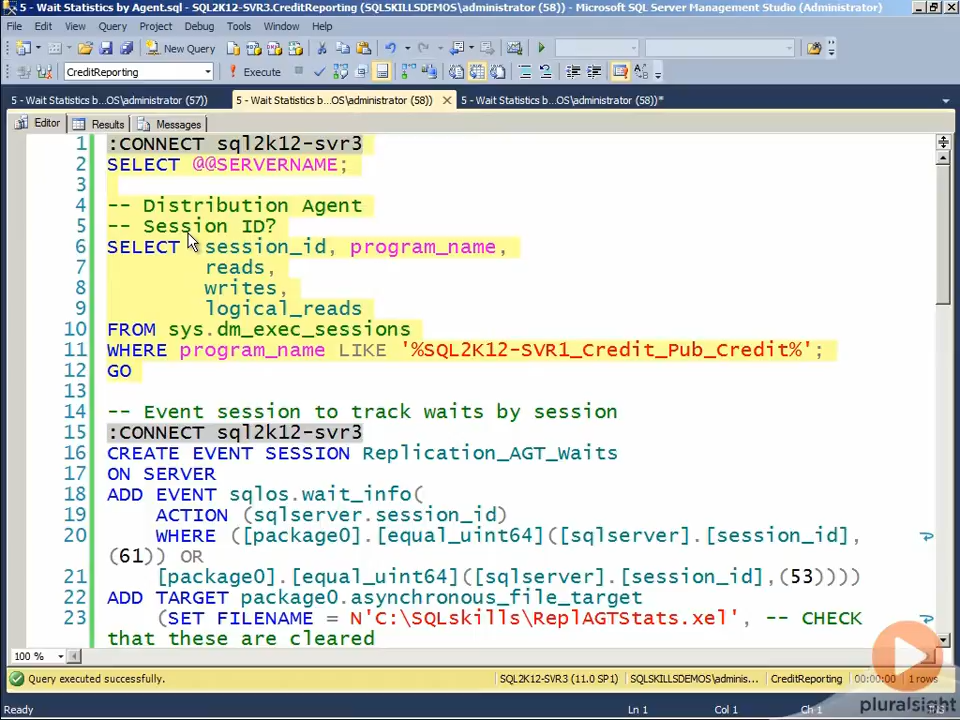 5 - Wait Statistics by Agent.sql - SQL2K12-SVR3.CreditReporting (SQLSKILLSDEMOS\administrator (58)) - Microsoft SQL Server Management Studio (Administrator)
File Edit View Query Project Debug Tools Window Help
New Query
CreditReporting Execute
5 - Wait Statistics b...OS\administrator (57)) 5 - Wait Statistics b...OS\administrator (58)) 5 - Wait Statistics b...OS\administrator (58))*
Editor Results Messages
1 :CONNECT sql2k12-svr3
2 SELECT @@SERVERNAME;
3
4 -- Distribution Agent
5 -- Session ID?
6 SELECT session_id, program_name,
7 reads,
8 writes,
9 logical_reads
10 FROM sys.dm_exec_sessions
11 WHERE program_name LIKE '%SQL2K12-SVR1_Credit_Pub_Credit%';
12 GO
13
14 -- Event session to track waits by session
15 :CONNECT sql2k12-svr3
16 CREATE EVENT SESSION Replication_AGT_Waits
17 ON SERVER
18 ADD EVENT sqlos.wait_info(
19 ACTION (sqlserver.session_id)
20 WHERE ([package0].[equal_uint64]([sqlserver].[session_id],
(61)) OR
21 [package0].[equal_uint64]([sqlserver].[session_id],(53))))
22 ADD TARGET package0.asynchronous_file_target
23 (SET FILENAME = N'C:\SQLskills\ReplAGTStats.xel', -- CHECK
that these are cleared
100 %
Query executed successfully. SQL2K12-SVR3 (11.0 SP1) SQLSKILLSDEMOS\adminis... CreditReporting 00:00:00 1 rows
pluralsight
Ready Ln 1 Col 1 Ch 1